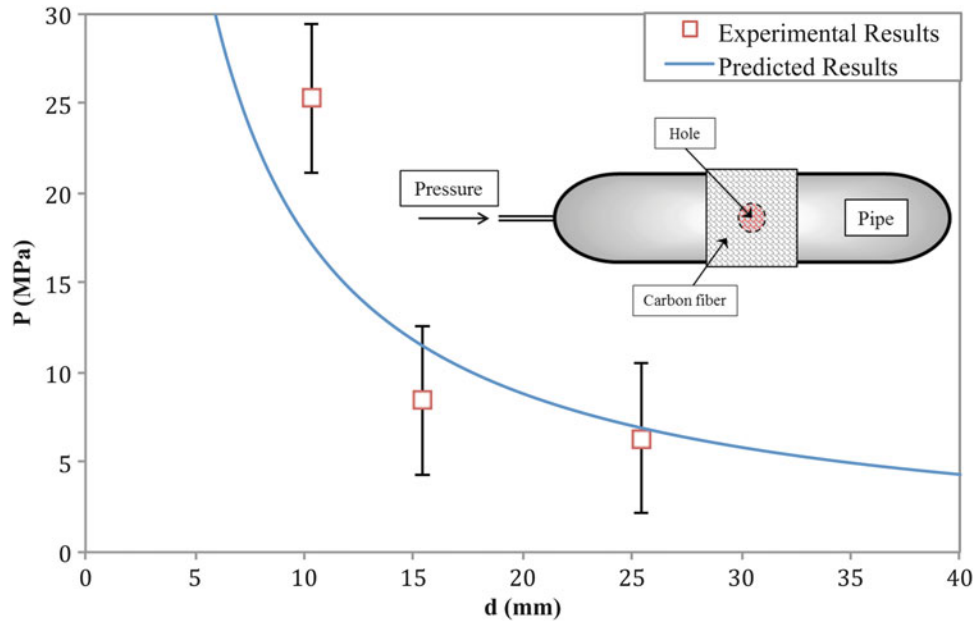 30
25
20
15
10
5
0
P (MPa)
Experimental Results
Predicted Results
Hole
Pressure
Pipe
Carbon fiber
0 5 10 15 20 25 30 35 40
d (mm)